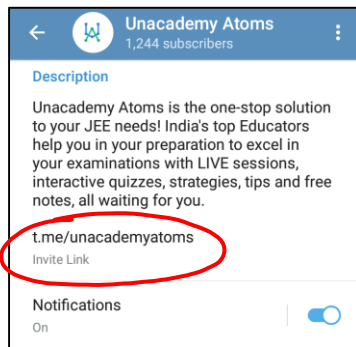 Unacademy Atoms
1,244 subscribers
Description
Unacademy Atoms is the one-stop solution
to your JEE needs! India's top Educators
help you in your preparation to excel in
your examinations with LIVE sessions,
interactive quizzes, strategies, tips and free
notes, all waiting for you.
t.me/unacademyatoms
Invite Link
Notifications
On